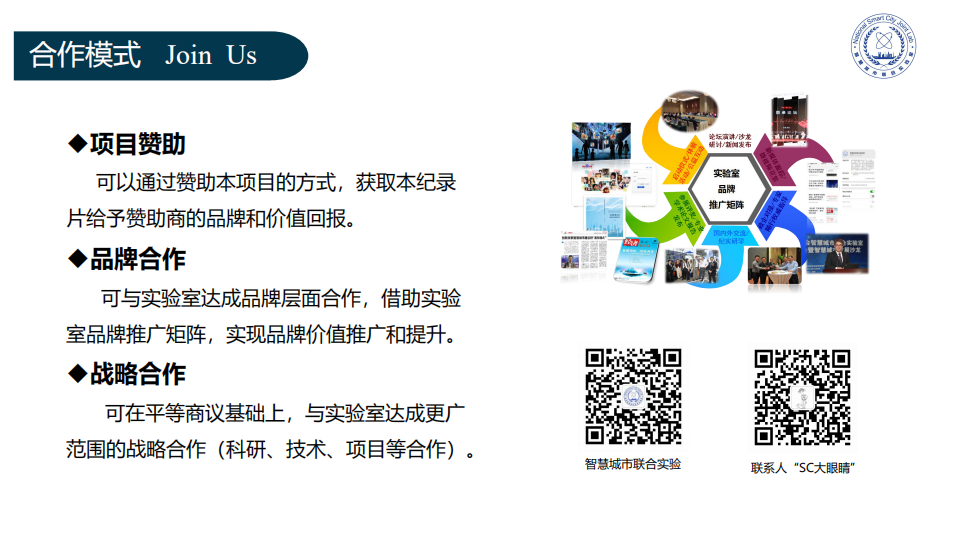 合作模式 Join Us
National Smart City Joint Lab
◆项目赞助
可以通过赞助本项目的方式，获取本纪录
片给予赞助商的品牌和价值回报。
◆品牌合作
可与实验室达成品牌层面合作，借助实验
室品牌推广矩阵，实现品牌价值推广和提升。
◆战略合作
可在平等商议基础上，与实验室达成更广
范围的战略合作（科研、技术、项目等合作）。
论坛演讲/沙龙
研讨/新闻发布
实验室
品牌
推广矩阵
国内外交流
纪实研学
智慧城市联合实验
联系人“SC大眼睛”